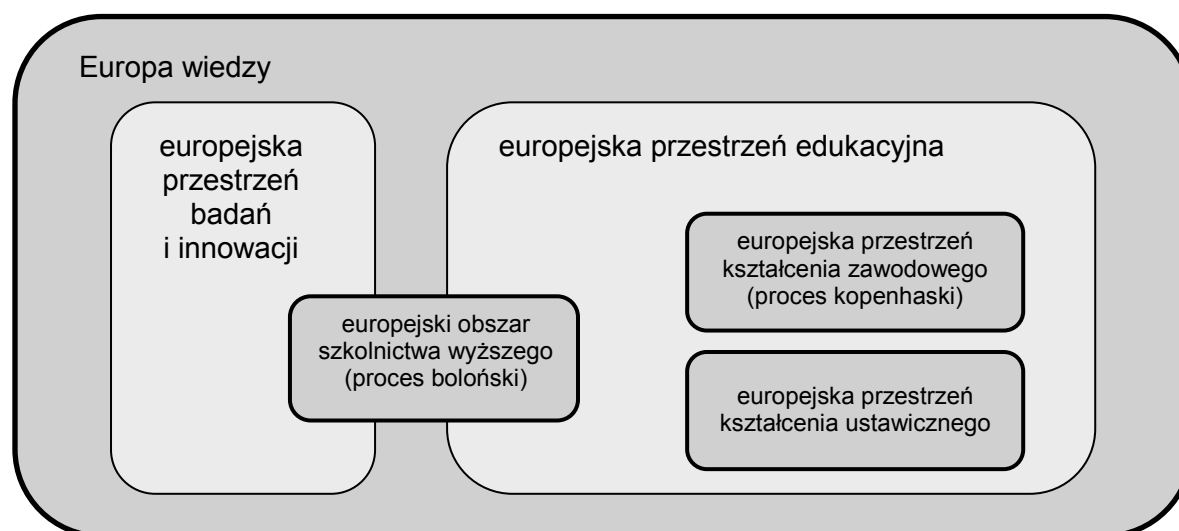 Europa wiedzy
europejska
przestrzeń
badań
i innowacji
europejska przestrzeń edukacyjna
europejska przestrzeń
kształcenia zawodowego
(proces kopenhaski)
europejski obszar
szkolnictwa wyższego
(proces boloński)
europejska przestrzeń
kształcenia ustawicznego